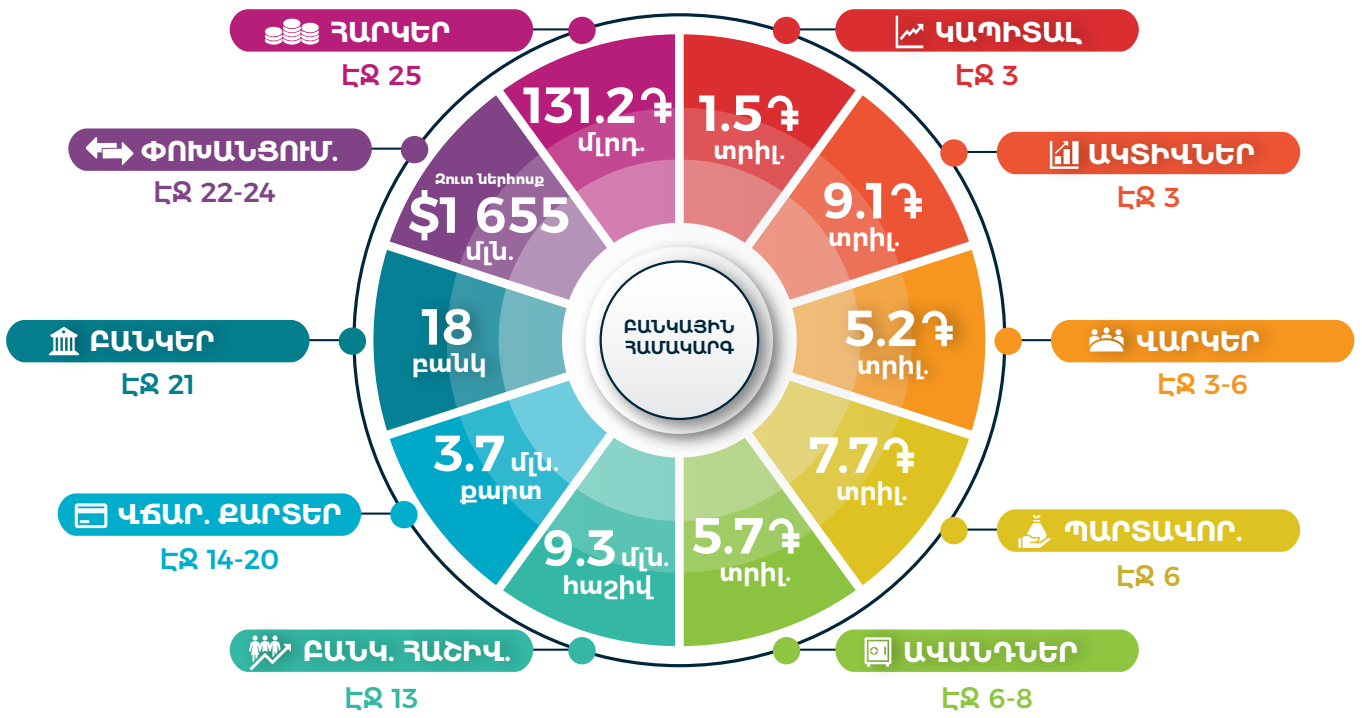 ՀԱՐԿԵՐ
ԷՋ 25
131.2 ֏
մլրդ.
ԿԱՊԻՏԱԼ
ԷՋ 3
1.5 ֏
տրիլ.
ԱԿՏԻՎՆԵՐ
ԷՋ 3
9.1 ֏
տրիլ.
ՎԱՐԿԵՐ
ԷՋ 3-6
5.2 ֏
տրիլ.
ՊԱՐՏԱՎՈՐ.
ԷՋ 6
7.7 ֏
տրիլ.
ԱՎԱՆԴՆԵՐ
ԷՋ 6-8
5.7 ֏
տրիլ.
ԲԱՆԿ. ՀԱՇԻՎ.
ԷՋ 13
9.3 մլն.
հաշիվ
ՎՃԱՐ. ՔԱՐՏԵՐ
ԷՋ 14-20
3.7 մլն.
քարտ
ԲԱՆԿԵՐ
ԷՋ 21
18
բանկ
ՓՈԽԱՆՑՈՒՄ.
ԷՋ 22-24
Զուտ ներհոսք
$1 655
մլն.
ԲԱՆԿԱՅԻՆ
ՀԱՄԱԿԱՐԳ